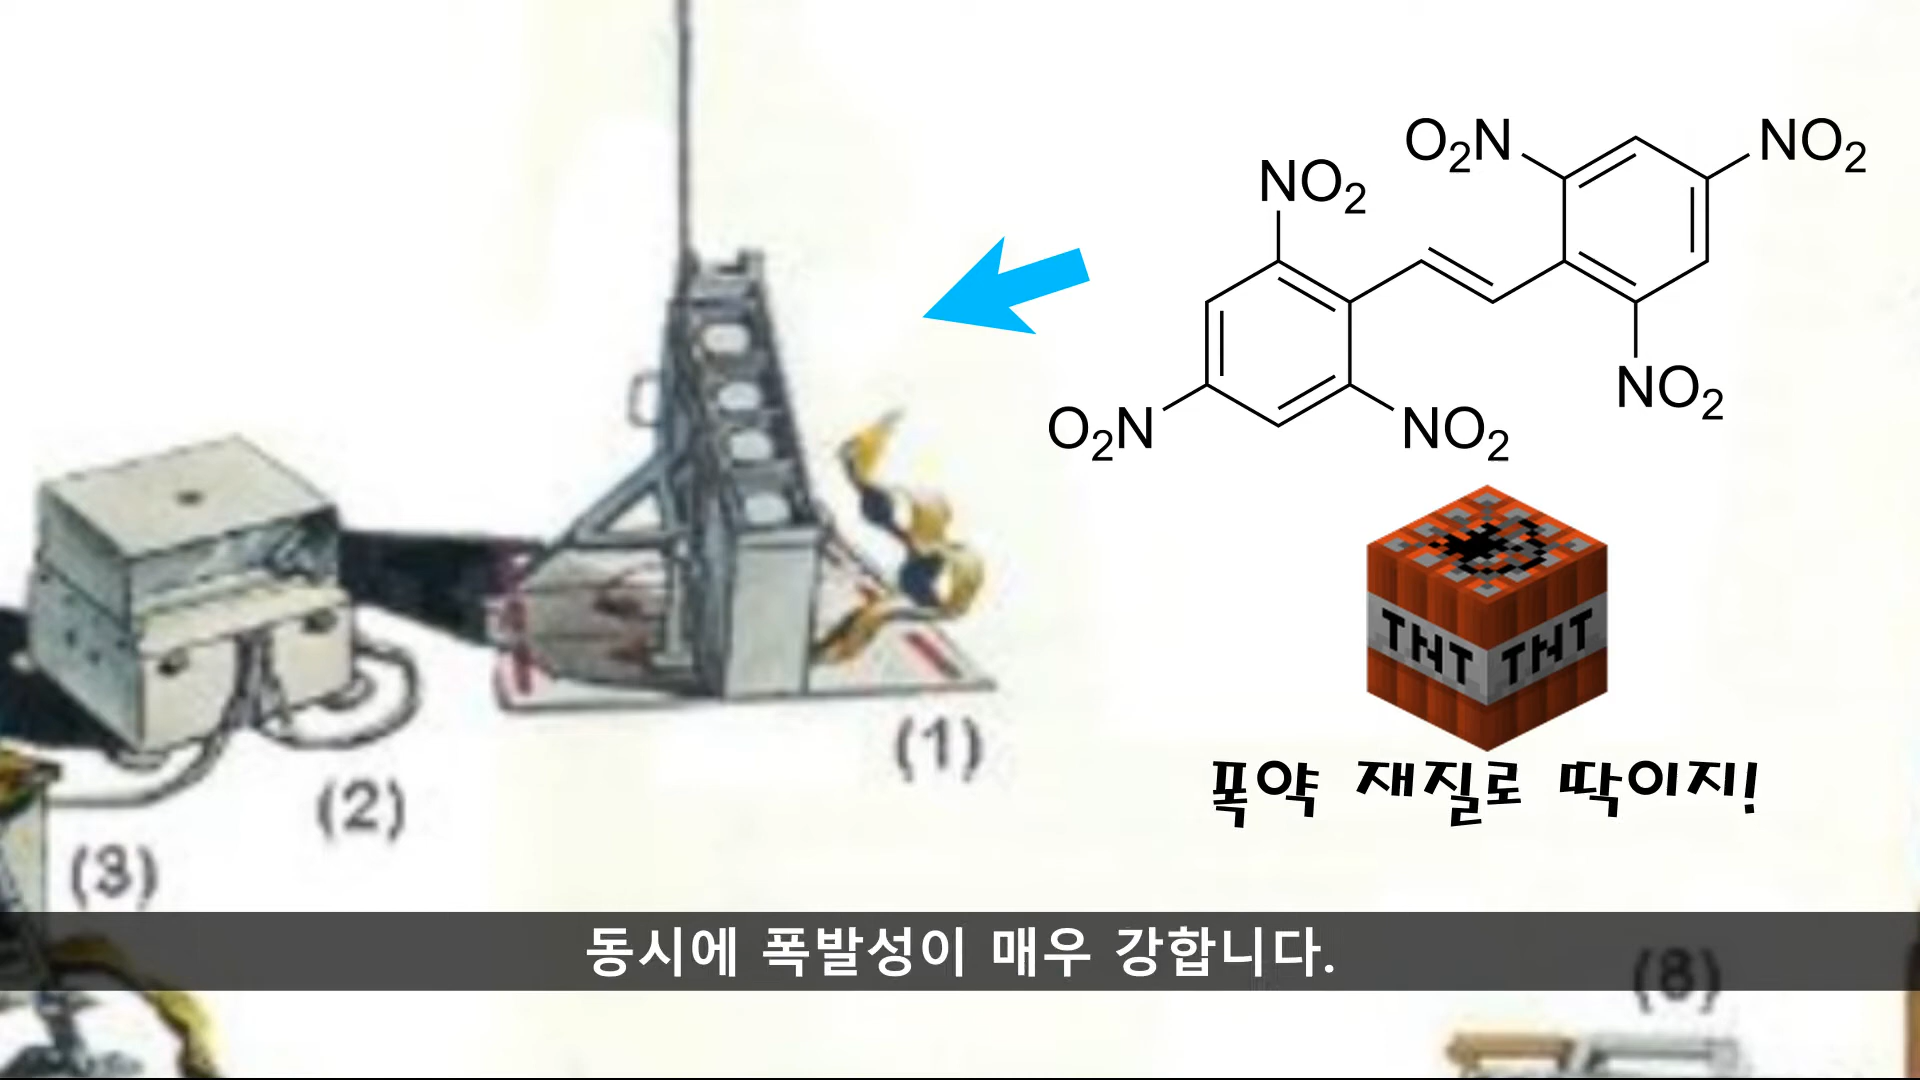 O₂N
NO₂
NO₂
O₂N
NO₂
NO₂
TNT TNT
폭약 재질로 딱이지!
(1)
(2)
(3)
동시에 폭발성이 매우 강합니다.
(8)